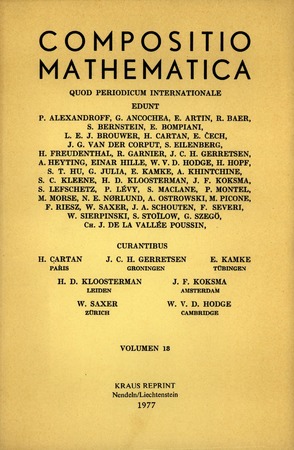 COMPOSITIO
MATHEMATICA
QUOD PERIODICUM INTERNATIONALE
EDUNT
P. ALEXANDROFF, G. ANCOCHEA, E. ARTIN, R. BAER,
S. BERNSTEIN, E. BOMPIANI,
L. E. J. BROUWER, H. CARTAN, E. ČECH,
J. G. VAN DER CORPUT, S. EILENBERG,
H. FREUDENTHAL, R. GARNIER, J. C. H. GERRETSEN,
A. HEYTING, EINAR HILLE, W. V. D. HODGE, H. HOPF,
S. T. HU, G. JULIA, E. KAMKE, A. KHINTCHINE,
S. C. KLEENE, H. D. KLOOSTERMAN, J. F. KOKSMA,
S. LEFSCHETZ, P. LÉVY, S. MACLANE, P. MONTEL,
M. MORSE, N. E. NØRLUND, A. OSTROWSKI, M. PICONE,
F. RIESZ, W. SAXER, J. A. SCHOUTEN, F. SEVERI,
W. SIERPINSKI, S. STOÏLOW, G. SZEGÖ,
CH. J. DE LA VALLÉE POUSSIN,
CURANTIBUS
H. CARTAN J. C. H. GERRETSEN E. KAMKE
PARIS GRONINGEN TÜBINGEN
H. D. KLOOSTERMAN J. F. KOKSMA
LEIDEN AMSTERDAM
W. SAXER W. V. D. HODGE
ZÜRICH CAMBRIDGE
VOLUMEN 18
KRAUS REPRINT
Nendeln/Liechtenstein
1977